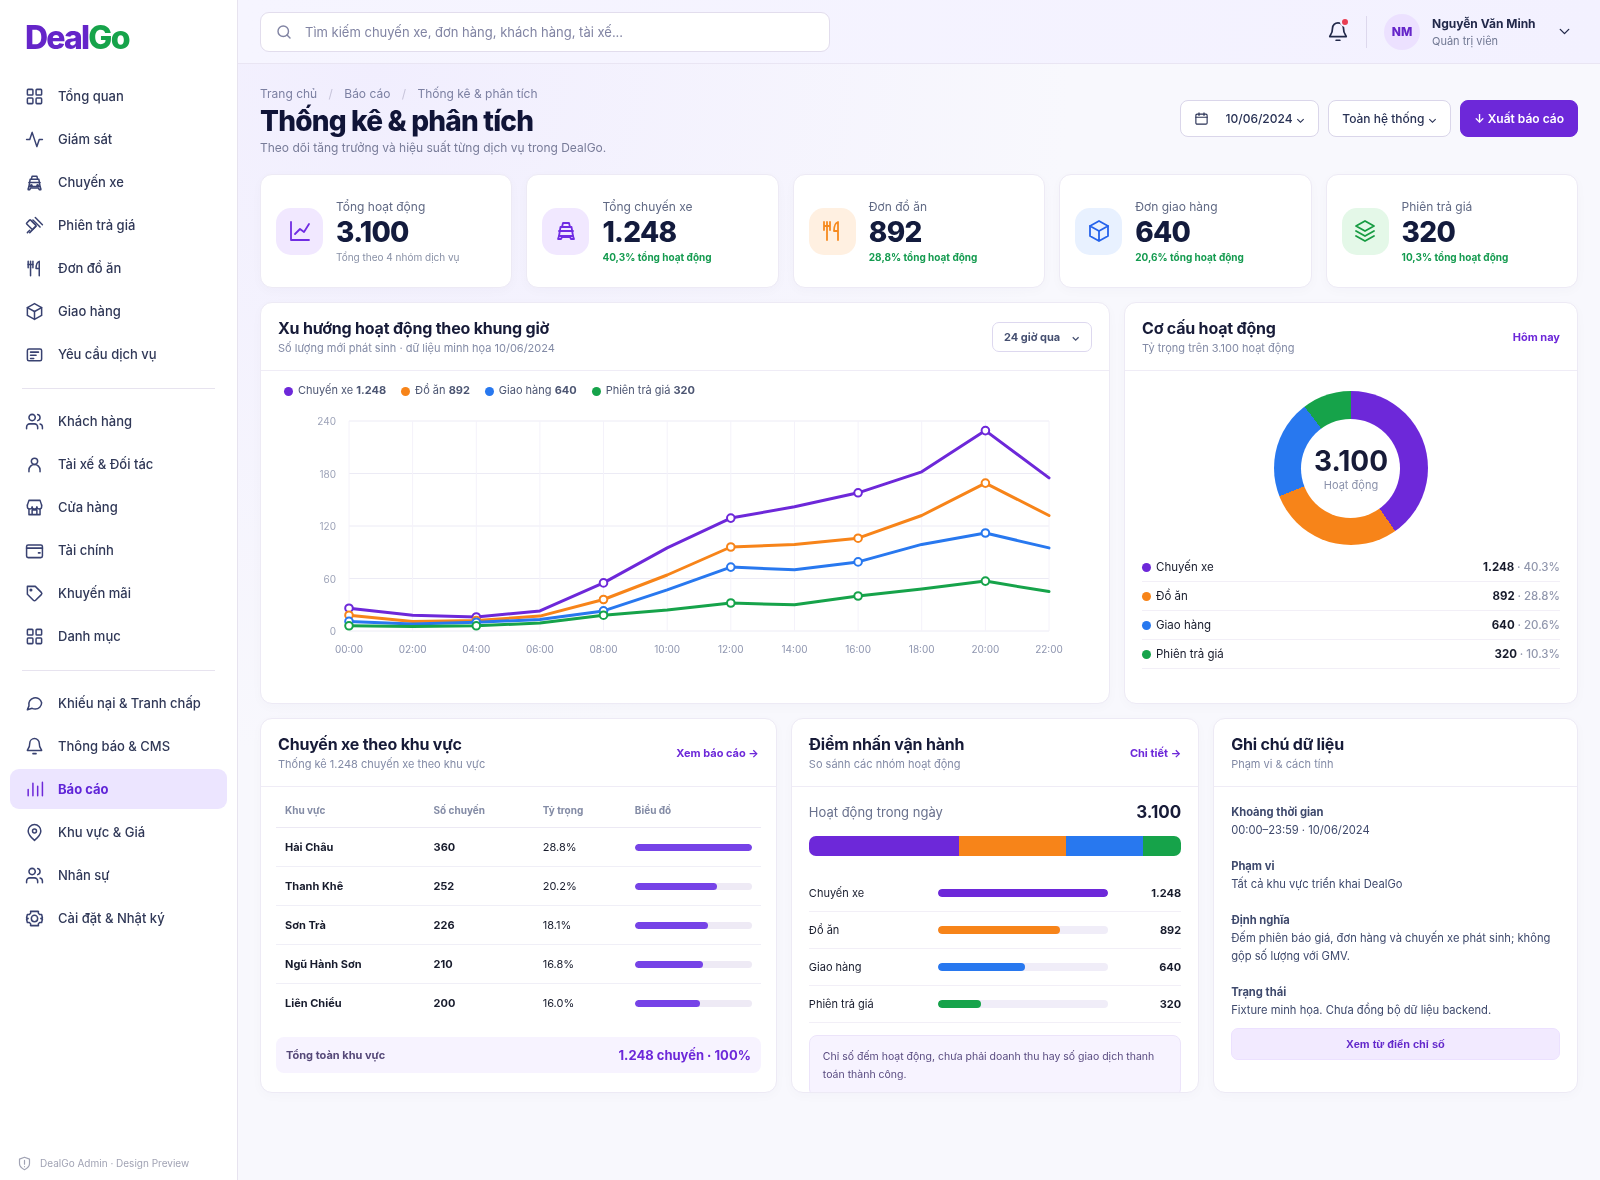 DealGo
Tổng quan
Giám sát
Chuyến xe
Phiên trả giá
Đơn đồ ăn
Giao hàng
Yêu cầu dịch vụ
Khách hàng
Tài xế & Đối tác
Cửa hàng
Tài chính
Khuyến mãi
Danh mục
Khiếu nại & Tranh chấp
Thông báo & CMS
Báo cáo
Khu vực & Giá
Nhân sự
Cài đặt & Nhật ký
DealGo Admin · Design Preview
Tìm kiếm chuyến xe, đơn hàng, khách hàng, tài xế...
NM
Nguyễn Văn Minh
Quản trị viên
Trang chủ / Báo cáo / Thống kê & phân tích
Thống kê & phân tích
Theo dõi tăng trưởng và hiệu suất từng dịch vụ trong DealGo.
10/06/2024
Toàn hệ thống
↓ Xuất báo cáo
Tổng hoạt động
3.100
Tổng theo 4 nhóm dịch vụ
Tổng chuyến xe
1.248
40,3% tổng hoạt động
Đơn đồ ăn
892
28,8% tổng hoạt động
Đơn giao hàng
640
20,6% tổng hoạt động
Phiên trả giá
320
10,3% tổng hoạt động
Xu hướng hoạt động theo khung giờ
Số lượng mới phát sinh · dữ liệu minh họa 10/06/2024
24 giờ qua
Chuyến xe 1.248 Đồ ăn 892 Giao hàng 640 Phiên trả giá 320
240
180
120
60
0
00:00 02:00 04:00 06:00 08:00 10:00 12:00 14:00 16:00 18:00 20:00 22:00
Cơ cấu hoạt động
Tỷ trọng trên 3.100 hoạt động
Hôm nay
3.100
Hoạt động
Chuyến xe 1.248 · 40.3%
Đồ ăn 892 · 28.8%
Giao hàng 640 · 20.6%
Phiên trả giá 320 · 10.3%
Chuyến xe theo khu vực
Thống kê 1.248 chuyến xe theo khu vực
Xem báo cáo →
Khu vực Số chuyến Tỷ trọng Biểu đồ
Hải Châu 360 28.8%
Thanh Khê 252 20.2%
Sơn Trà 226 18.1%
Ngũ Hành Sơn 210 16.8%
Liên Chiểu 200 16.0%
Tổng toàn khu vực 1.248 chuyến · 100%
Điểm nhấn vận hành
So sánh các nhóm hoạt động
Chi tiết →
Hoạt động trong ngày 3.100
Chuyến xe 1.248
Đồ ăn 892
Giao hàng 640
Phiên trả giá 320
Chỉ số đếm hoạt động, chưa phải doanh thu hay số giao dịch thanh
toán thành công.
Ghi chú dữ liệu
Phạm vi & cách tính
Khoảng thời gian
00:00–23:59 · 10/06/2024
Phạm vi
Tất cả khu vực triển khai DealGo
Định nghĩa
Đếm phiên báo giá, đơn hàng và chuyến xe phát sinh; không
gộp số lượng với GMV.
Trạng thái
Fixture minh họa. Chưa đồng bộ dữ liệu backend.
Xem từ điển chỉ số